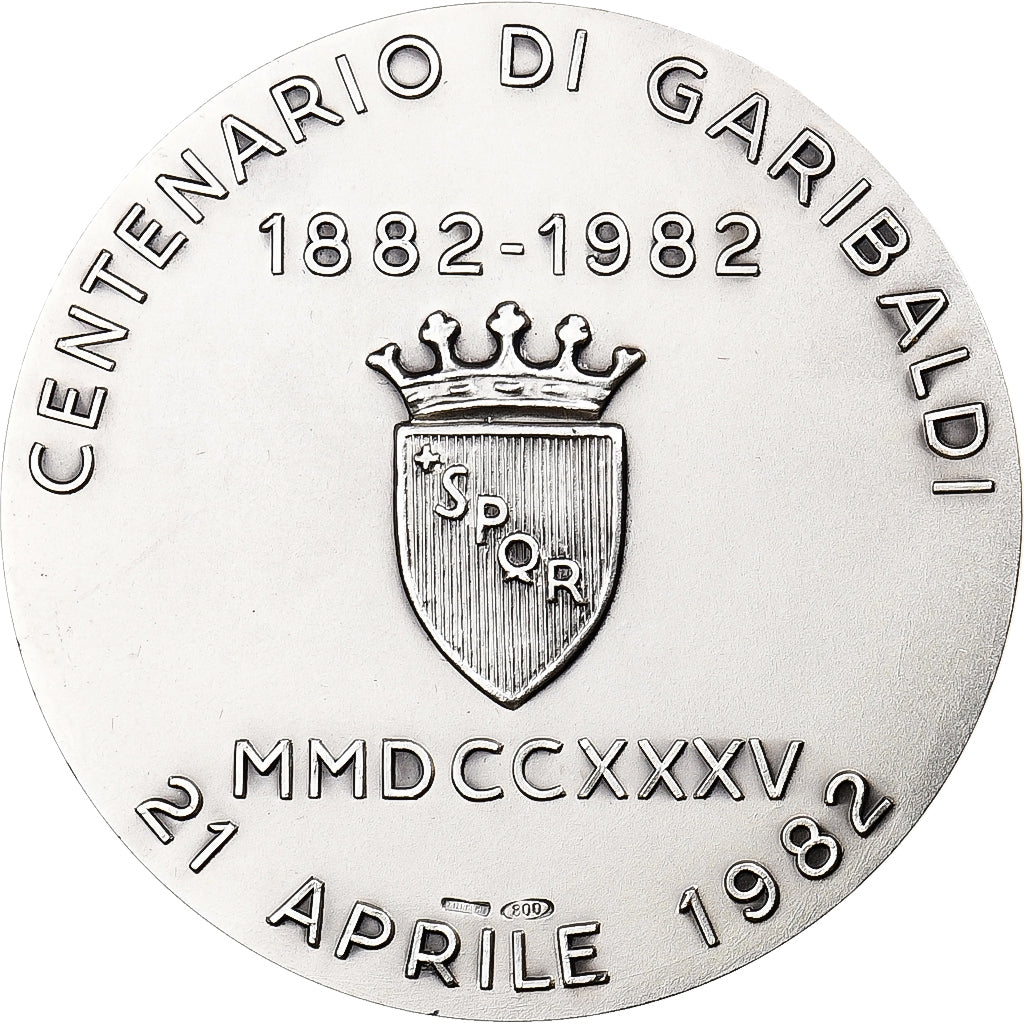 CENTENARIO DI GARIBALDI
1882-1982
SPQR
MMDCCXXXV
21 APRILE 1982
800